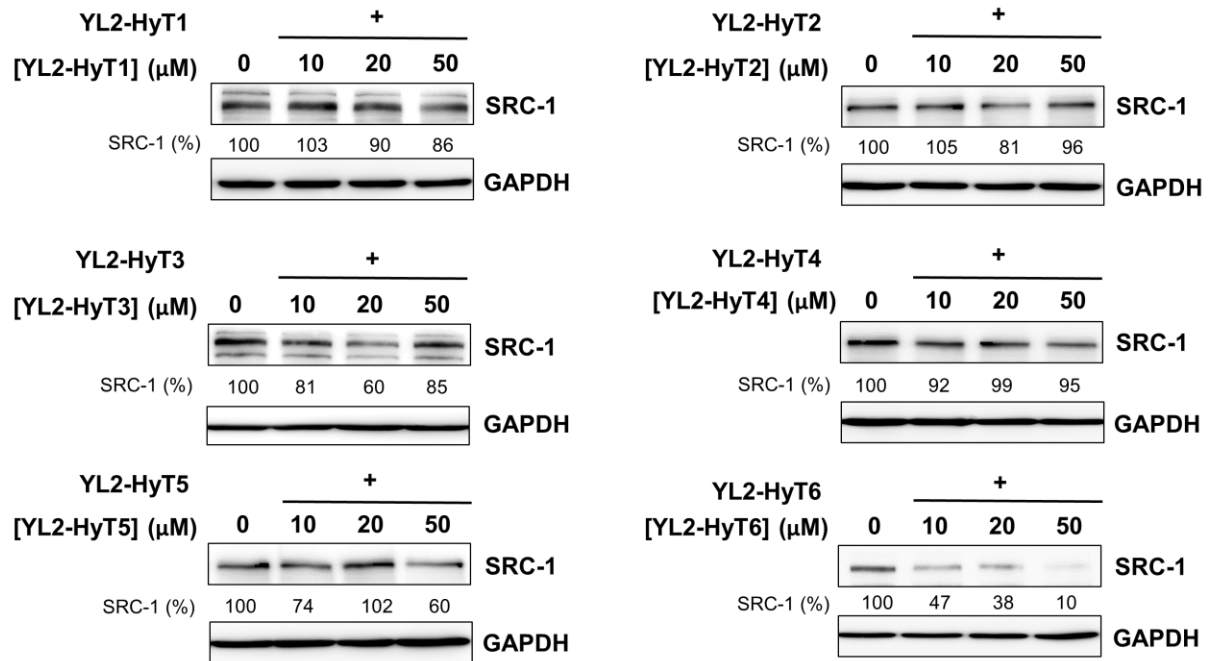 YL2-HyT1 +
[YL2-HyT1] (μM) 0 10 20 50
SRC-1
SRC-1 (%) 100 103 90 86
GAPDH
YL2-HyT2 +
[YL2-HyT2] (μM) 0 10 20 50
SRC-1
SRC-1 (%) 100 105 81 96
GAPDH
YL2-HyT3 +
[YL2-HyT3] (μM) 0 10 20 50
SRC-1
SRC-1 (%) 100 81 60 85
GAPDH
YL2-HyT4 +
[YL2-HyT4] (μM) 0 10 20 50
SRC-1
SRC-1 (%) 100 92 99 95
GAPDH
YL2-HyT5 +
[YL2-HyT5] (μM) 0 10 20 50
SRC-1
SRC-1 (%) 100 74 102 60
GAPDH
YL2-HyT6 +
[YL2-HyT6] (μM) 0 10 20 50
SRC-1
SRC-1 (%) 100 47 38 10
GAPDH